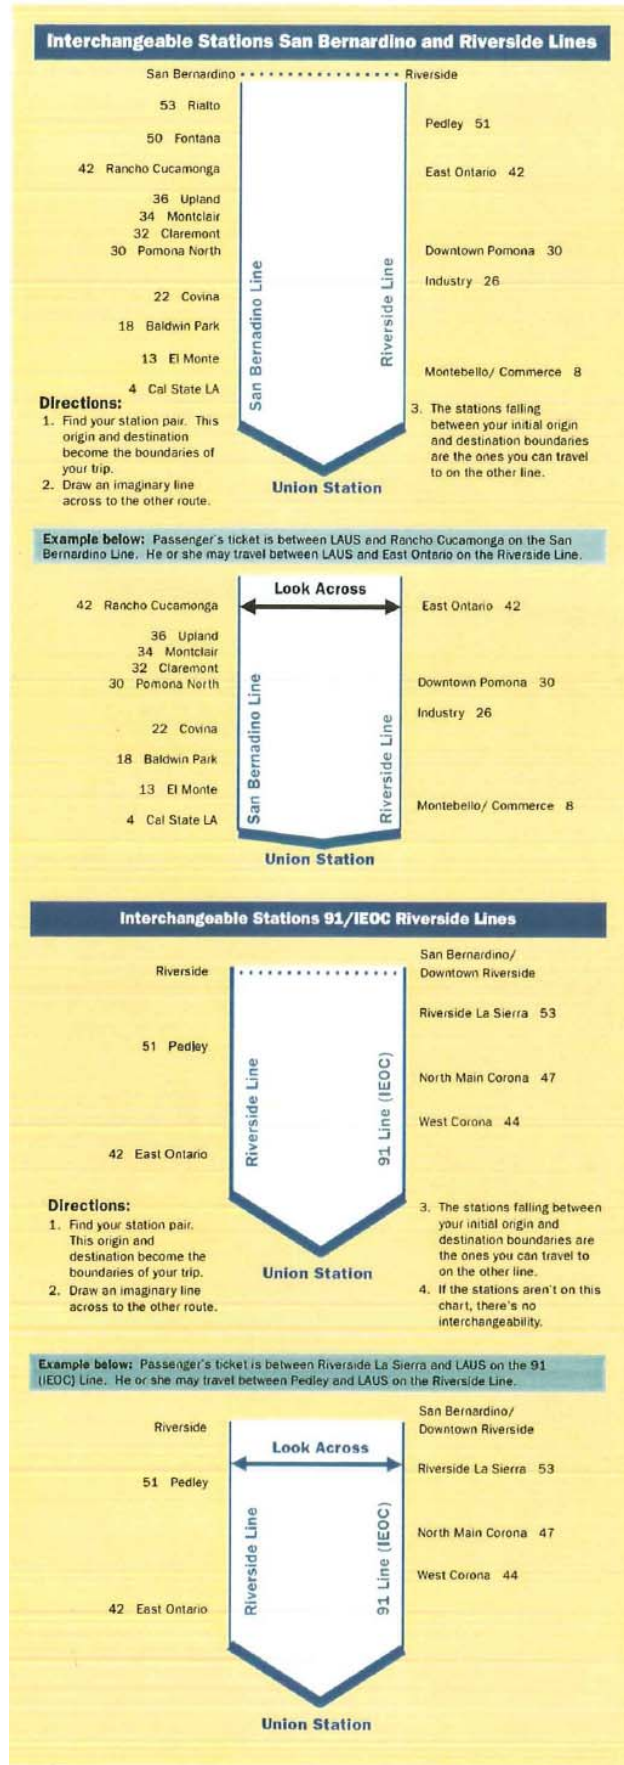 Interchangeable Stations San Bernardino and Riverside Lines
San Bernardino
Riverside
53 Rialto
Pedley 51
50 Fontana
42 Rancho Cucamonga
East Ontario 42
36 Upland
34 Montclair
32 Claremont
30 Pomona North
Downtown Pomona 30
Industry 26
22 Covina
18 Baldwin Park
13 El Monte
Montebello/ Commerce 8
4 Cal State LA
San Bernadino Line
Riverside Line
Directions:
1. Find your station pair. This
origin and destination
become the boundaries of
your trip.
2. Draw an imaginary line
across to the other route.
3. The stations falling
between your initial origin
and destination boundaries
are the ones you can travel
to on the other line.
Union Station
Example below: Passenger's ticket is between LAUS and Rancho Cucamonga on the San
Bernardino Line. He or she may travel between LAUS and East Ontario on the Riverside Line.
Look Across
42 Rancho Cucamonga
East Ontario 42
36 Upland
34 Montclair
32 Claremont
30 Pomona North
Downtown Pomona 30
Industry 26
22 Covina
18 Baldwin Park
13 El Monte
Montebello/ Commerce 8
4 Cal State LA
San Bernadino Line
Riverside Line
Union Station
Interchangeable Stations 91/IEOC Riverside Lines
Riverside
San Bernardino/
Downtown Riverside
Riverside La Sierra 53
51 Pedley
North Main Corona 47
West Corona 44
42 East Ontario
Riverside Line
91 Line (IEOC)
Directions:
1. Find your station pair.
This origin and
destination become the
boundaries of your trip.
2. Draw an imaginary line
across to the other route.
3. The stations falling between
your initial origin and
destination boundaries are
the ones you can travel to
on the other line.
4. If the stations aren't on this
chart, there's no
interchangeability.
Union Station
Example below: Passenger's ticket is between Riverside La Sierra and LAUS on the 91
(IEOC) Line. He or she may travel between Pedley and LAUS on the Riverside Line.
Riverside
San Bernardino/
Downtown Riverside
Look Across
Riverside La Sierra 53
51 Pedley
North Main Corona 47
West Corona 44
42 East Ontario
Riverside Line
91 Line (IEOC)
Union Station